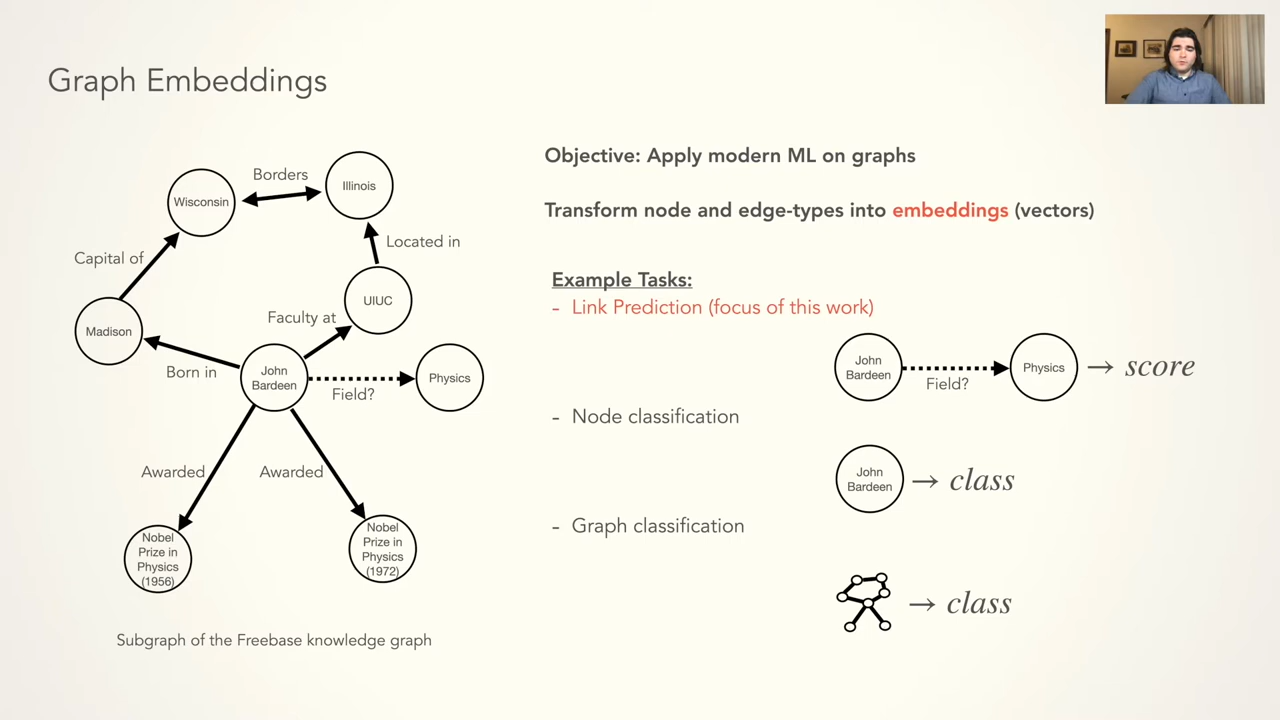 Graph Embeddings
Borders
Wisconsin
Illinois
Capital of
Located in
UIUC
Faculty at
Madison
Born in
John
Bardeen
Field?
Physics
Awarded
Awarded
Nobel
Prize in
Physics
(1956)
Nobel
Prize in
Physics
(1972)
Subgraph of the Freebase knowledge graph
Objective: Apply modern ML on graphs
Transform node and edge-types into embeddings (vectors)
Example Tasks:
- Link Prediction (focus of this work)
John
Bardeen
Field?
Physics
→ score
- Node classification
John
Bardeen
→ class
- Graph classification
→ class